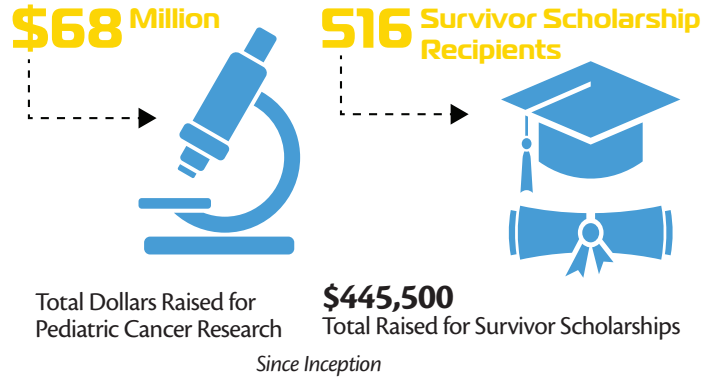 $68 Million
516 Survivor Scholarship
Recipients
Total Dollars Raised for
Pediatric Cancer Research
$445,500
Total Raised for Survivor Scholarships
Since Inception